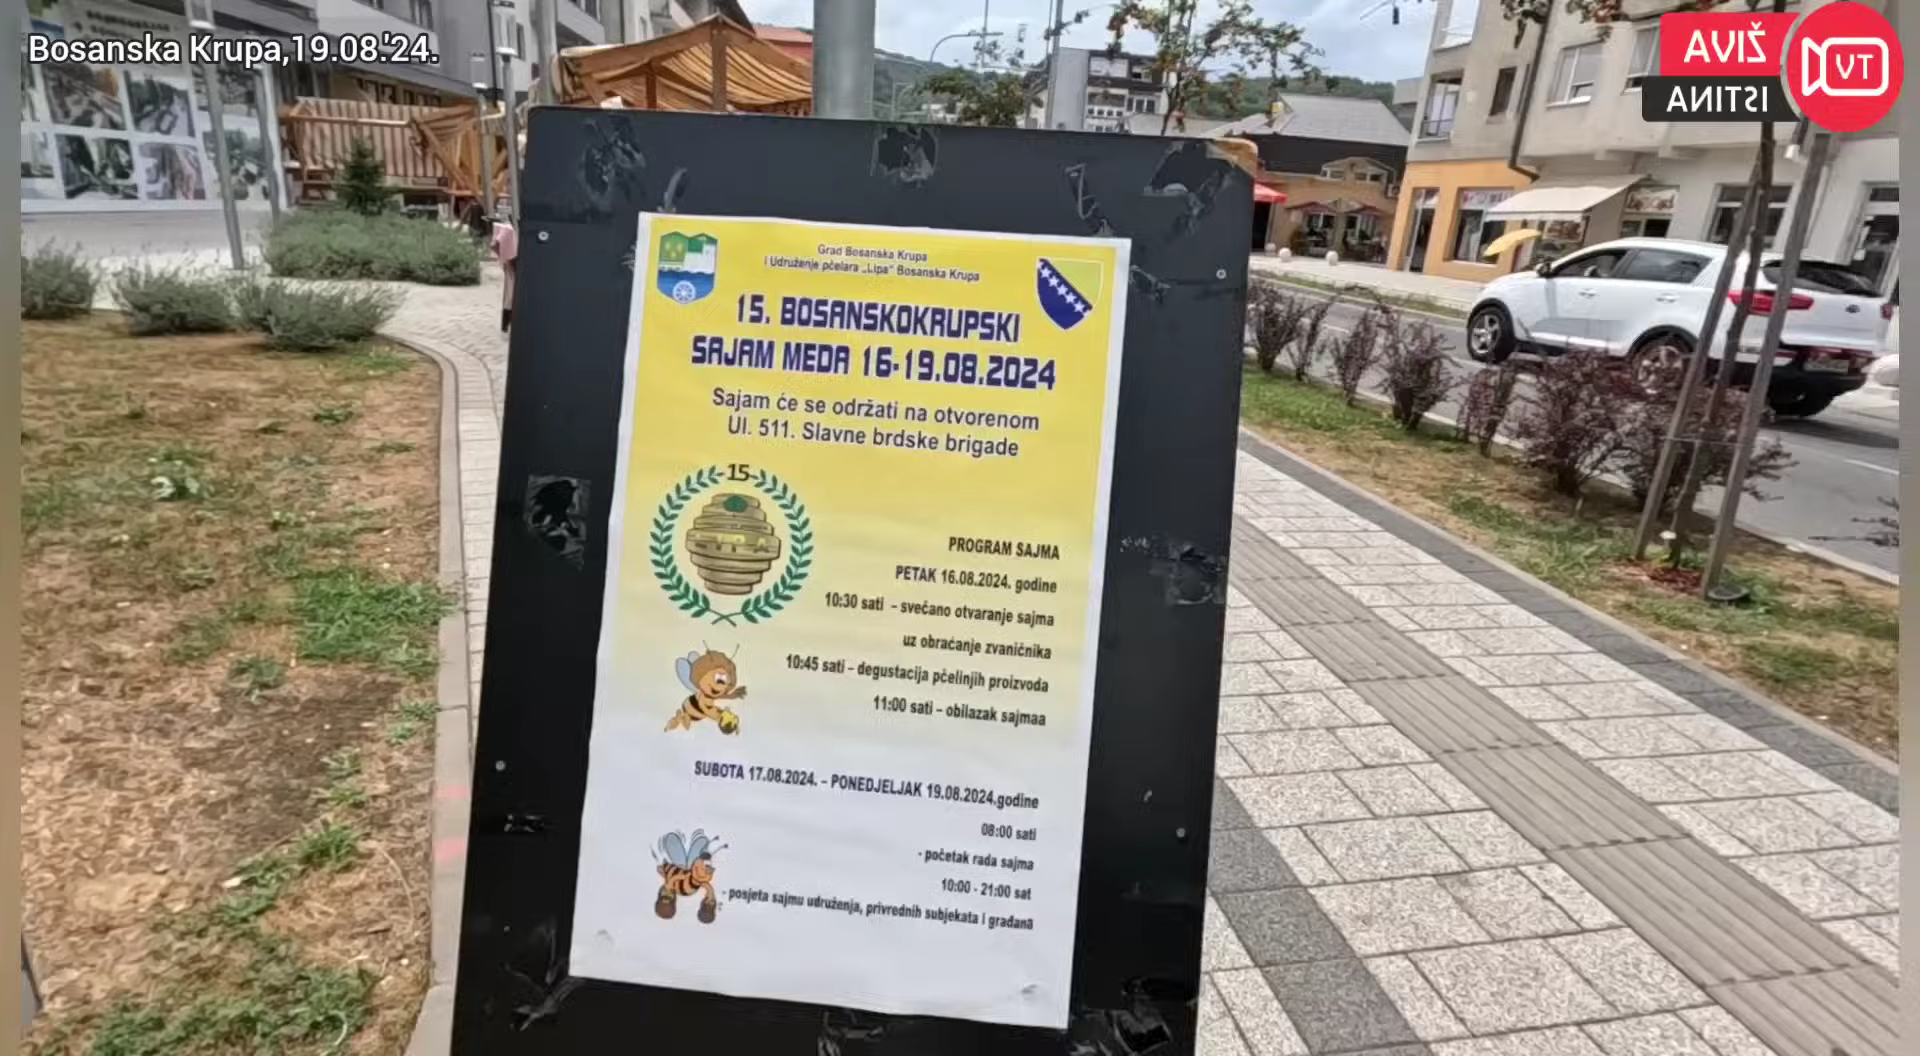 Bosanska Krupa,19.08.'24.
ŽIVA
ISTINA
VT
Grad Bosanska Krupa
i Udruženje pčelara „Lipa" Bosanska Krupa
15. BOSANSKOKRUPSKI
SAJAM MEDA 16-19.08.2024
Sajam će se održati na otvorenom
Ul. 511. Slavne brdske brigade
-15-
PROGRAM SAJMA
PETAK 16.08.2024. godine
10:30 sati - svečano otvaranje sajma
uz obraćanje zvaničnika
10:45 sati – degustacija pčelinjih proizvoda
11:00 sati – obilazak sajmaa
SUBOTA 17.08.2024. - PONEDJELJAK 19.08.2024.godine
08:00 sati
- početak rada sajma
10:00 - 21:00 sat
- posjeta sajmu udruženja, privrednih subjekata i građana